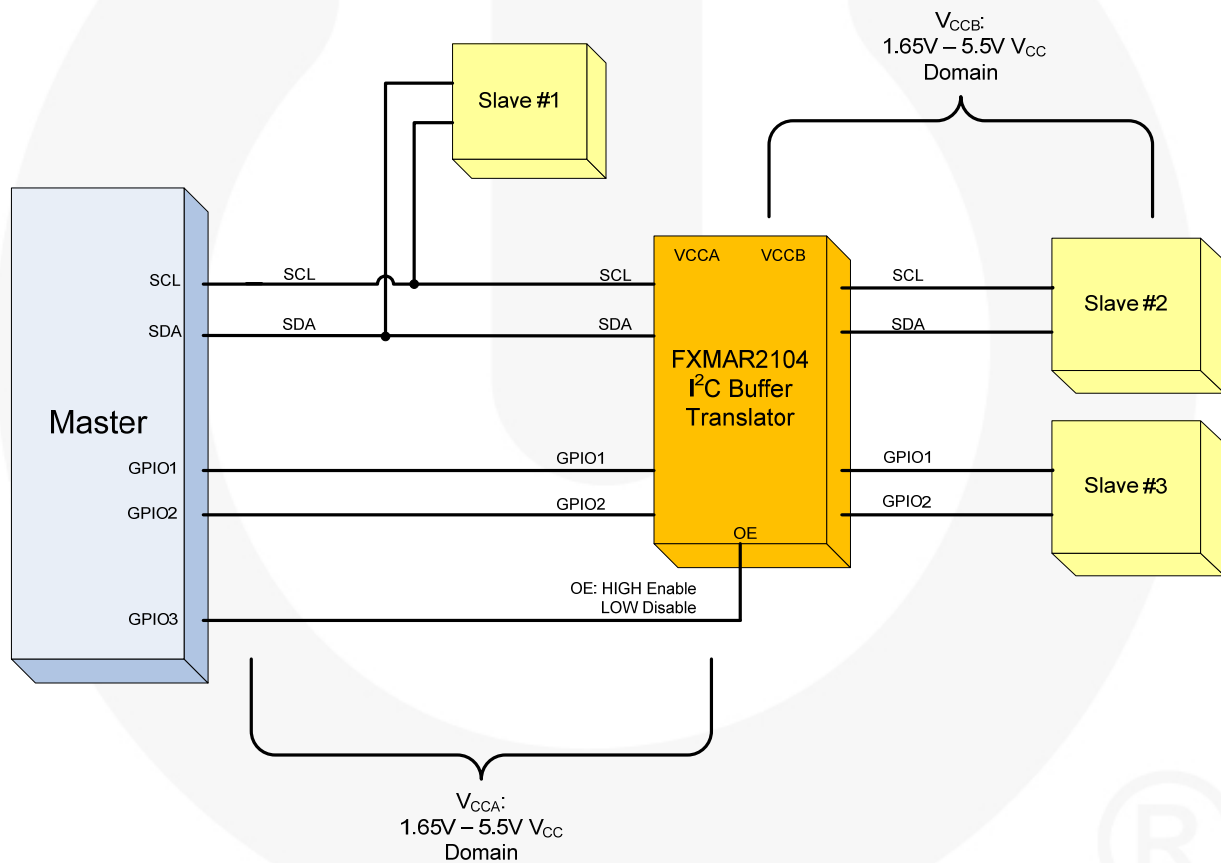 VCCB:
1.65V – 5.5V VCC
Domain
Slave #1
VCCA VCCB
SCL SCL SCL SCL
Slave #2
SDA SDA SDA SDA
FXMAR2104
I²C Buffer
Translator
Master
GPIO1 GPIO1 GPIO1
Slave #3
GPIO2 GPIO2 GPIO2
OE
OE: HIGH Enable
LOW Disable
GPIO3
VCCA:
1.65V – 5.5V VCC
Domain
®